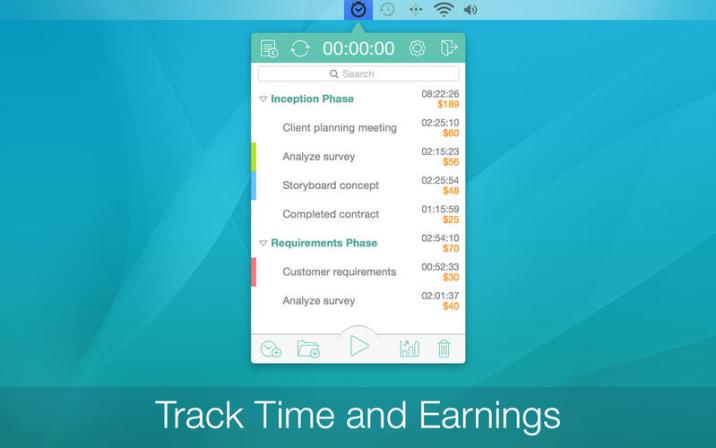 00:00:00
Search
Inception Phase 08:22:26
$189
Client planning meeting 02:25:10
$60
Analyze survey 02:15:23
$56
Storyboard concept 02:25:54
$48
Completed contract 01:15:59
$25
Requirements Phase 02:54:10
$70
Customer requirements 00:52:33
$30
Analyze survey 02:01:37
$40
Track Time and Earnings